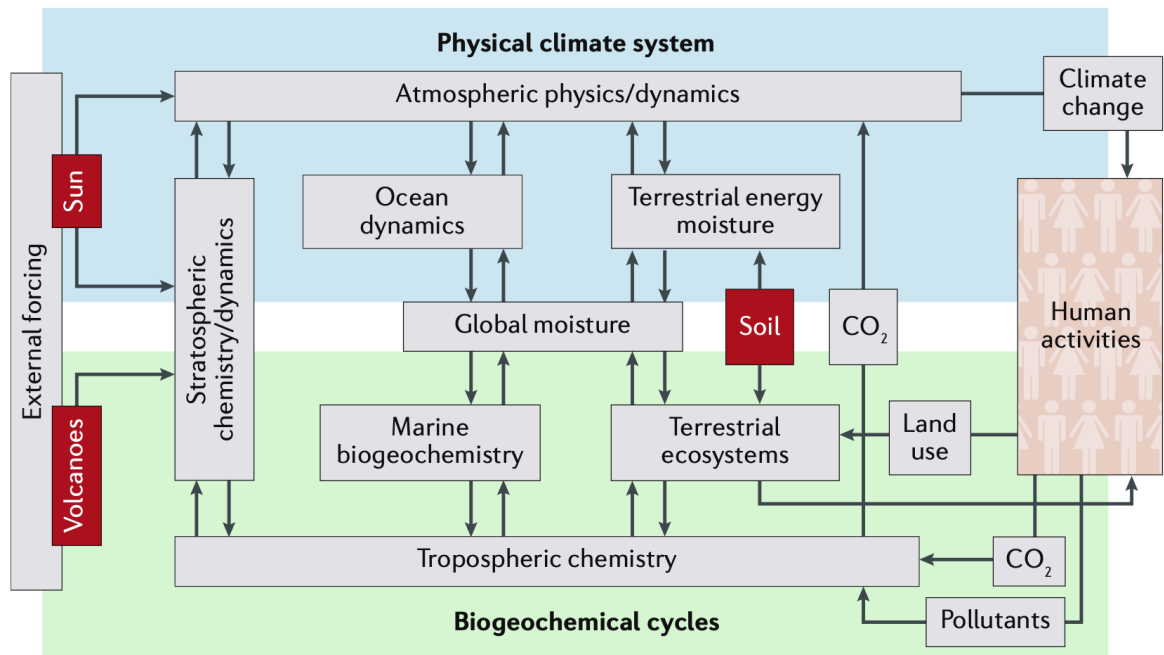 Physical climate system
Atmospheric physics/dynamics
Climate
change
External forcing
Sun
Volcanoes
Stratospheric
chemistry/dynamics
Ocean
dynamics
Terrestrial energy
moisture
Global moisture
Soil
CO₂
Human
activities
Marine
biogeochemistry
Terrestrial
ecosystems
Land
use
Tropospheric chemistry
CO₂
Pollutants
Biogeochemical cycles